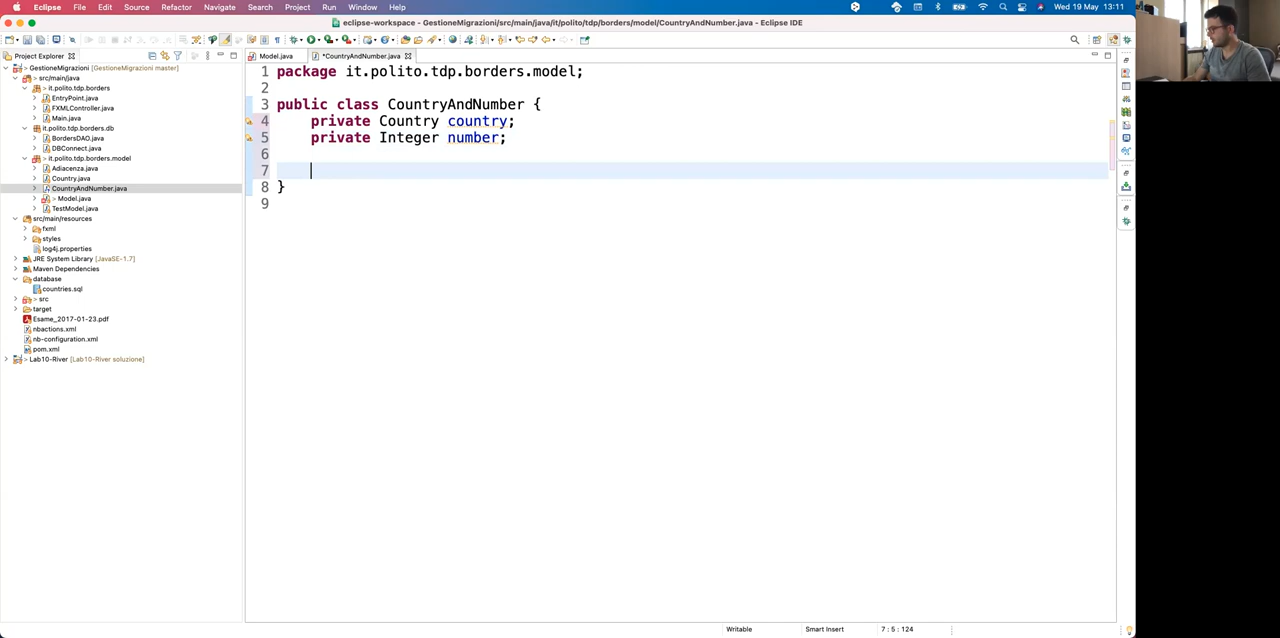 Eclipse File Edit Source Refactor Navigate Search Project Run Window Help Wed 19 May 13:11
eclipse-workspace - GestioneMigrazioni/src/main/java/it/polito/tdp/borders/model/CountryAndNumber.java - Eclipse IDE
Project Explorer
GestioneMigrazioni [GestioneMigrazioni master]
src/main/java
it.polito.tdp.borders
EntryPoint.java
FXMLController.java
Main.java
it.polito.tdp.borders.db
BordersDAO.java
DBConnect.java
it.polito.tdp.borders.model
Adiacenza.java
Country.java
CountryAndNumber.java
> Model.java
TestModel.java
src/main/resources
fxml
styles
log4j.properties
JRE System Library [JavaSE-1.7]
Maven Dependencies
database
countries.sql
> src
target
Esame_2017-01-23.pdf
nbactions.xml
nb-configuration.xml
pom.xml
> Lab10-River [Lab10-River soluzione]
Model.java *CountryAndNumber.java
1 package it.polito.tdp.borders.model;
2
3 public class CountryAndNumber {
4 private Country country;
5 private Integer number;
6
7
8 }
9
Writable Smart Insert 7 : 5 : 124